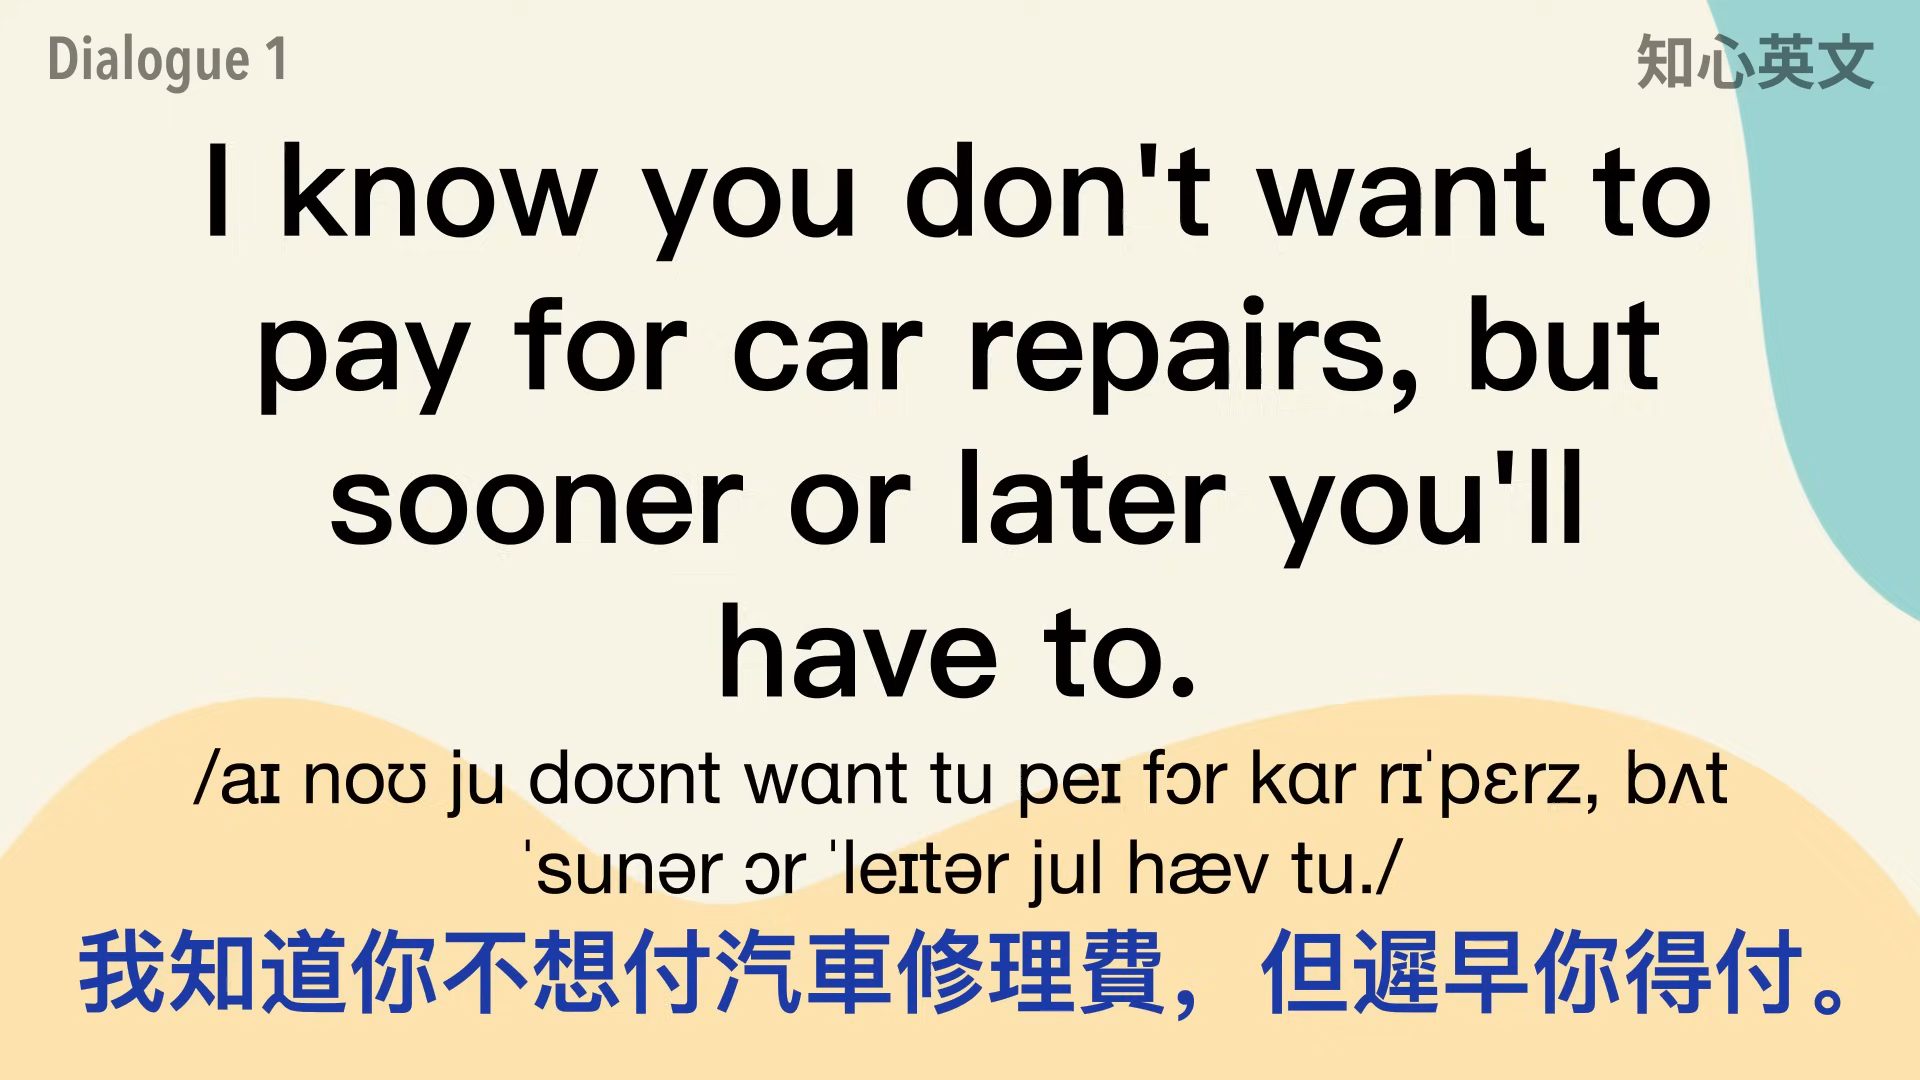 Dialogue 1
知心英文
I know you don't want to
pay for car repairs, but
sooner or later you'll
have to.
/aɪ noʊ ju doʊnt wɑnt tu peɪ fɔr kɑr rɪˈpɛrz, bʌt
ˈsunər ɔr ˈleɪtər jul hæv tu./
我知道你不想付汽車修理費，但遲早你得付。